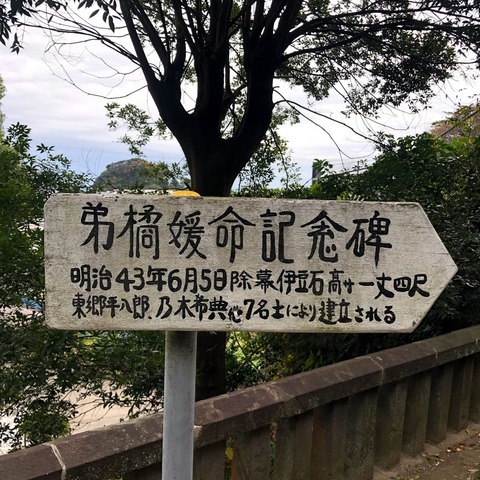 弟橘媛命記念碑
明治43年6月5日除幕伊豆石高サ一丈四尺
東郷平八郎.乃木希典他7名士により建立される